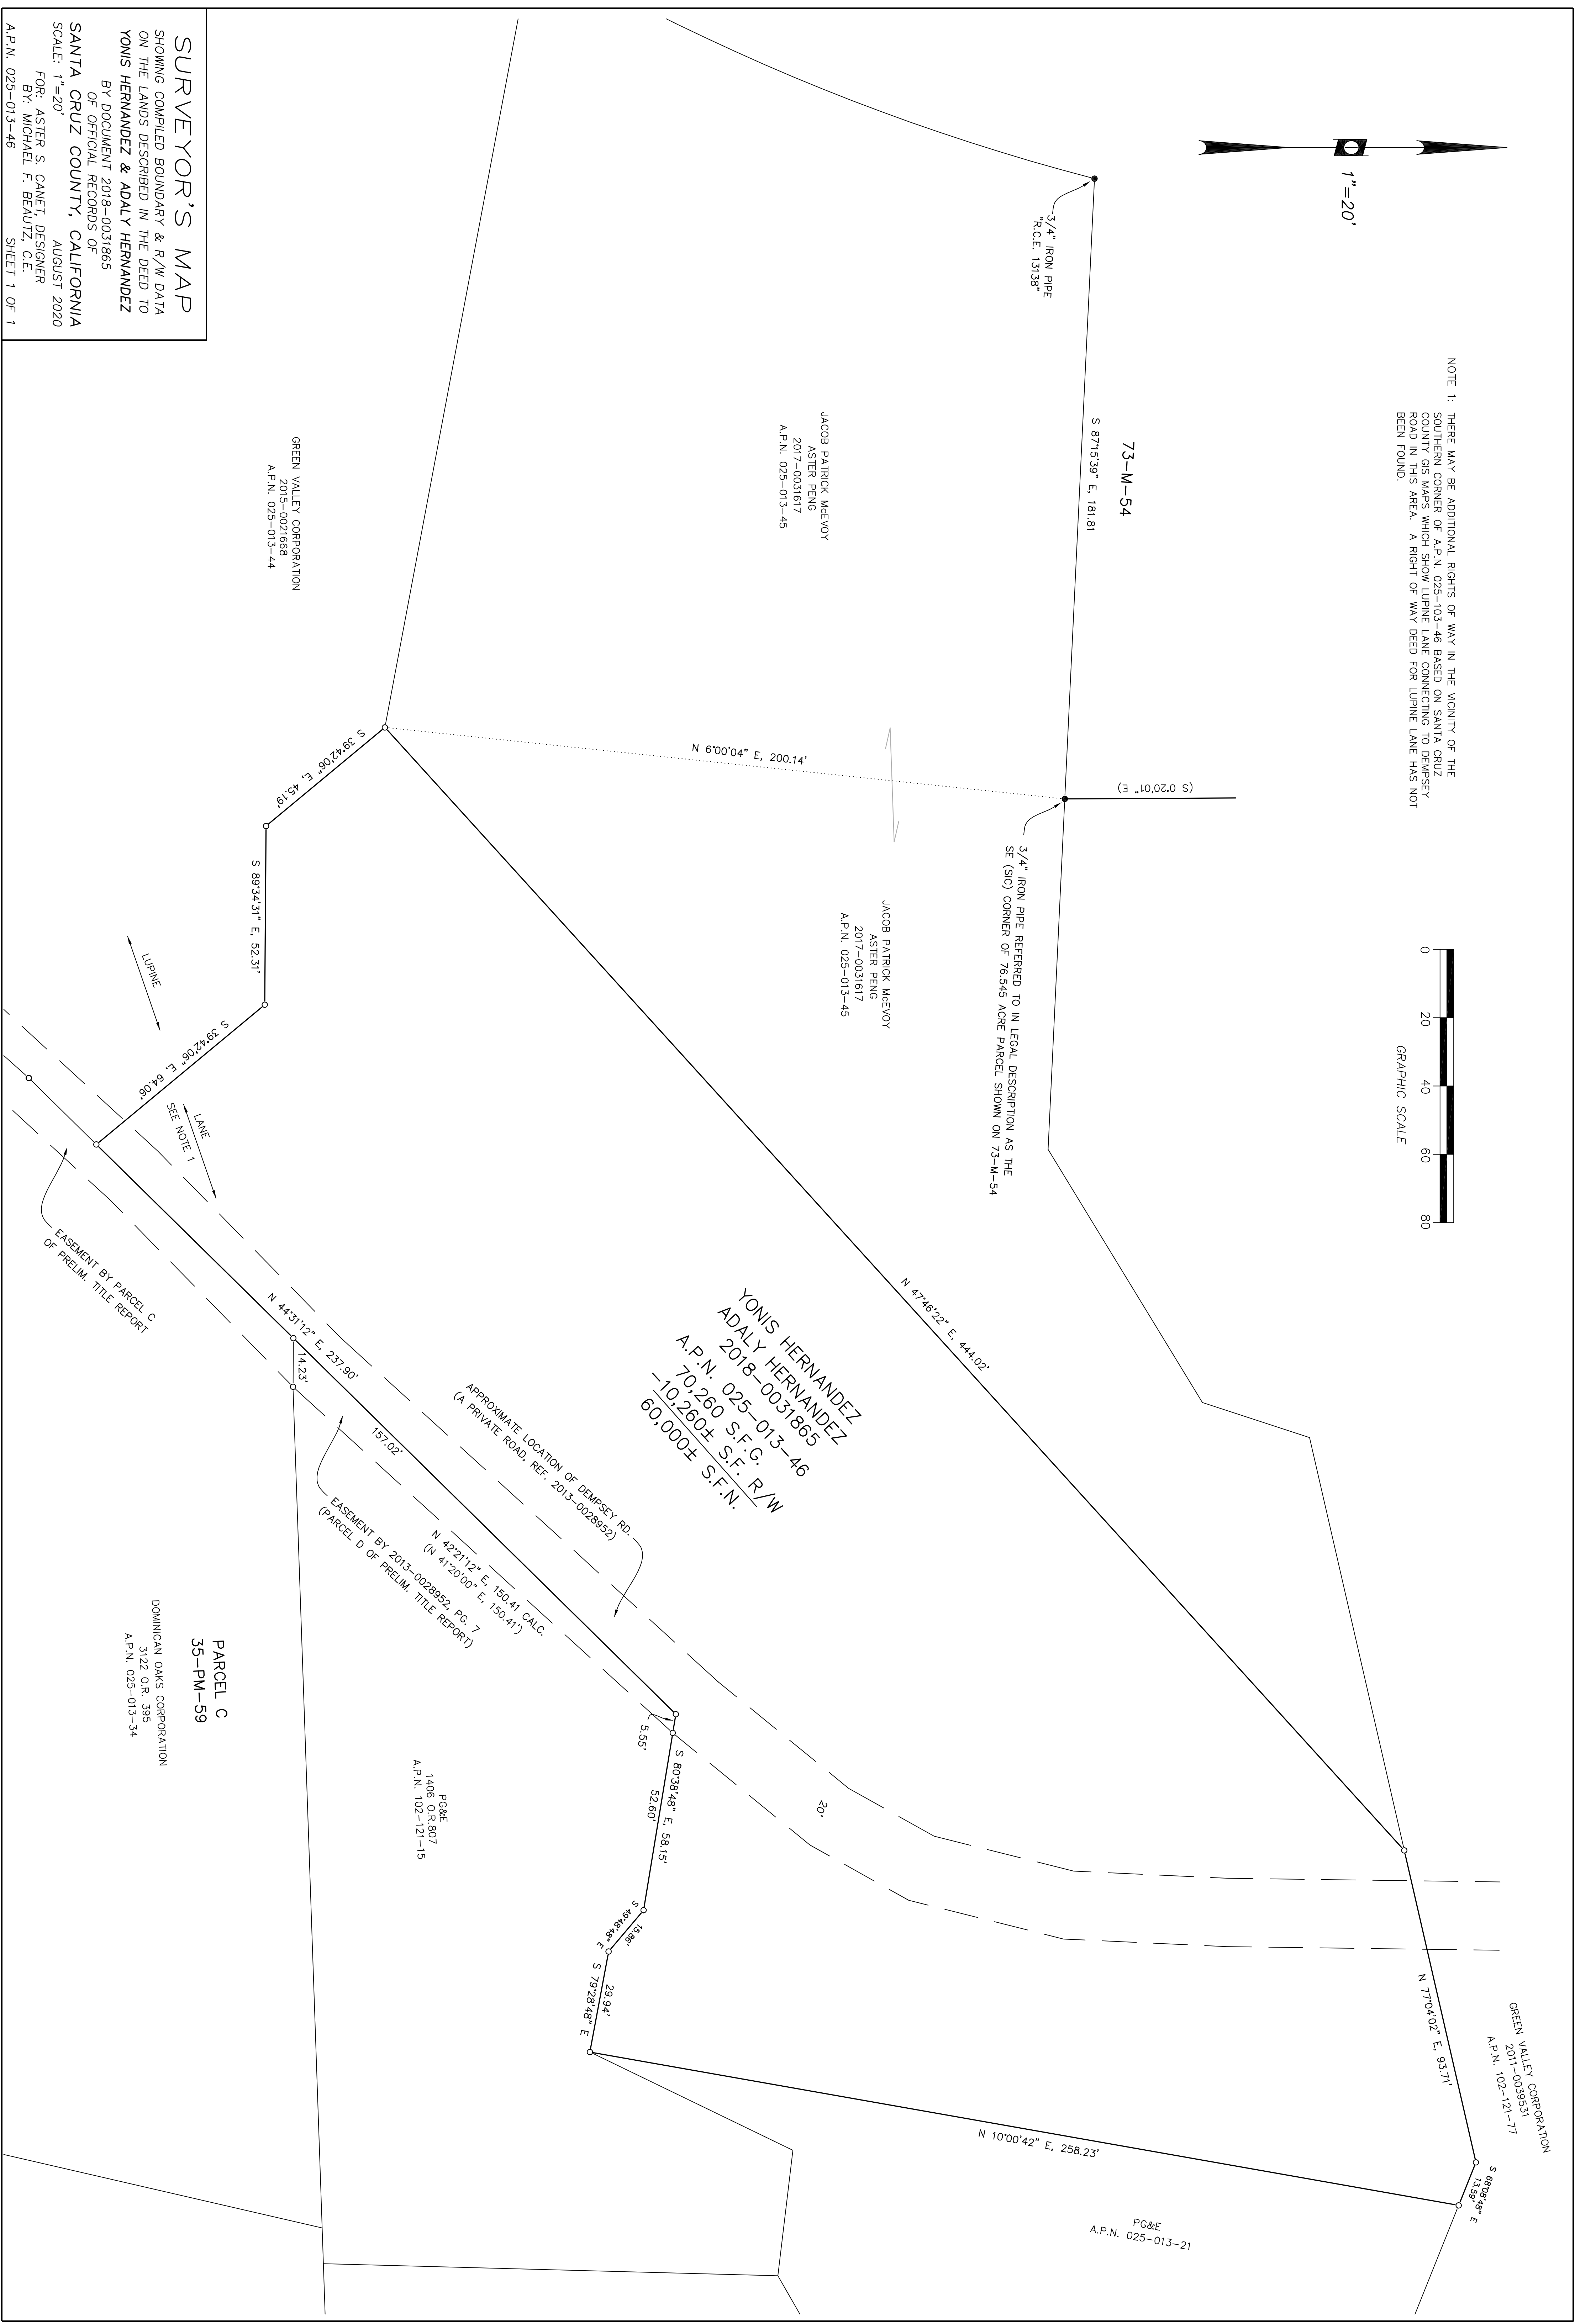 SURVEYOR'S MAP
SHOWING COMPILED BOUNDARY & R/W DATA
ON THE LANDS DESCRIBED IN THE DEED TO
YONIS HERNANDEZ & ADALY HERNANDEZ
BY DOCUMENT 2018-0031865
OF OFFICIAL RECORDS OF
SANTA CRUZ COUNTY, CALIFORNIA
SCALE: 1"=20' AUGUST 2020
FOR: ASTER S. CANET, DESIGNER
BY: MICHAEL F. BEAUTZ, C.E.
A.P.N. 025-013-46 SHEET 1 OF 1
1"=20'
NOTE 1: THERE MAY BE ADDITIONAL RIGHTS OF WAY IN THE VICINITY OF THE
SOUTHERN CORNER OF A.P.N. 025-103-46 BASED ON SANTA CRUZ
COUNTY GIS MAPS WHICH SHOW LUPINE LANE CONNECTING TO DEMPSEY
ROAD IN THIS AREA. A RIGHT OF WAY DEED FOR LUPINE LANE HAS NOT
BEEN FOUND.
0 20 40 60 80
GRAPHIC SCALE
3/4" IRON PIPE
"R.C.E. 13138"
73-M-54
S 87°15'39" E, 181.81
(S 0°20'01" E)
3/4" IRON PIPE REFERRED TO IN LEGAL DESCRIPTION AS THE
SE (SIC) CORNER OF 76.545 ACRE PARCEL SHOWN ON 73-M-54
JACOB PATRICK McEVOY
ASTER PENG
2017-0031617
A.P.N. 025-013-45
N 6°00'04" E, 200.14'
JACOB PATRICK McEVOY
ASTER PENG
2017-0031617
A.P.N. 025-013-45
GREEN VALLEY CORPORATION
2015-0021668
A.P.N. 025-013-44
S 39°42'06" E, 45.19'
S 89°34'31" E, 52.31'
S 39°42'06" E, 64.06'
LUPINE
LANE
SEE NOTE 1
EASEMENT BY PARCEL C
OF PRELIM. TITLE REPORT
N 47°46'22" E, 444.02'
YONIS HERNANDEZ
ADALY HERNANDEZ
2018-0031865
A.P.N. 025-013-46
70,260 S.F.G.
-10,260± S.F. R/W
60,000± S.F.N.
N 44°31'12" E, 237.90'
14.23'
157.02'
APPROXIMATE LOCATION OF DEMPSEY RD.
(A PRIVATE ROAD, REF. 2013-0028952)
N 42°21'12" E, 150.41 CALC.
(N 41°20'00" E, 150.41')
EASEMENT BY 2013-0028952, PG. 7
(PARCEL D OF PRELIM. TITLE REPORT)
5.55'
S 80°38'48" E, 58.15'
52.60'
15.86'
S 49°48'48" E
29.94'
S 79°28'48" E
20'
N 77°04'02" E, 93.71'
GREEN VALLEY CORPORATION
2011-0039531
A.P.N. 102-121-77
S 68°08'48" E
13.59'
N 10°00'42" E, 258.23'
PG&E
A.P.N. 025-013-21
PG&E
1406 O.R.807
A.P.N. 102-121-15
PARCEL C
35-PM-59
DOMINICAN OAKS CORPORATION
3122 O.R. 395
A.P.N. 025-013-34